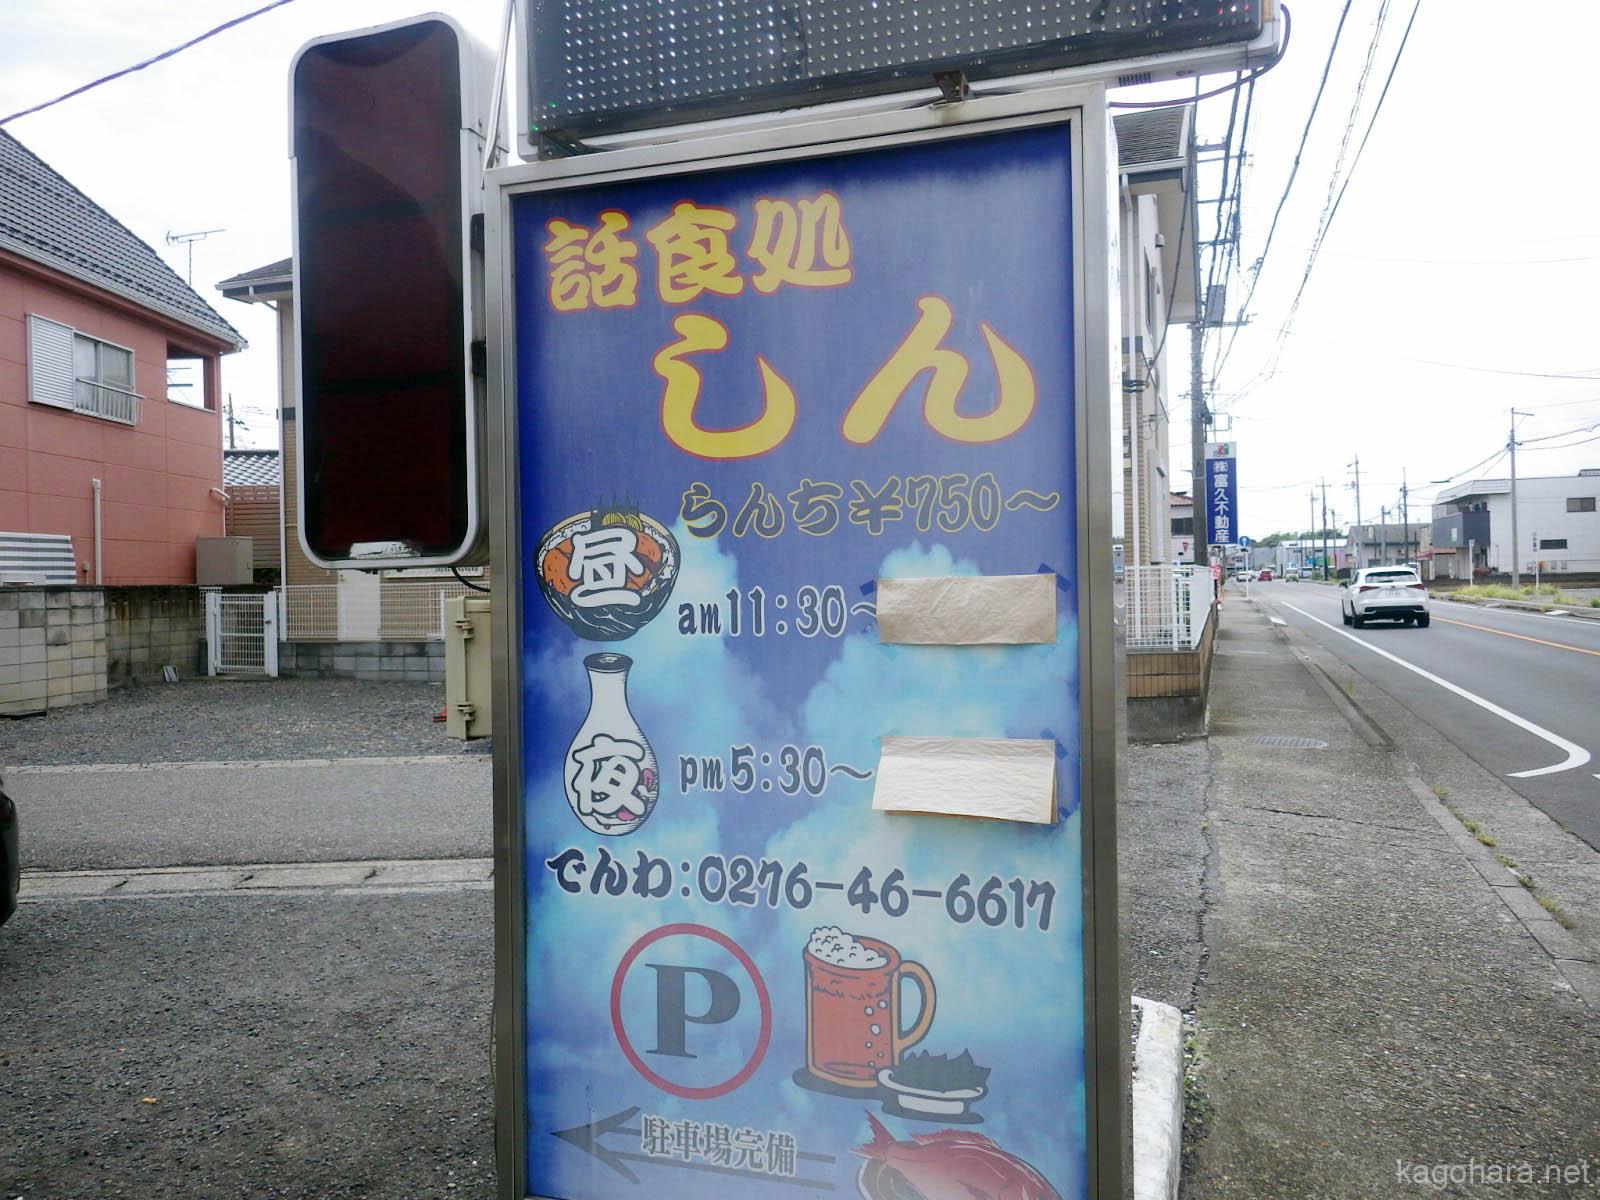 話食処
しん
らんち¥750～
昼
am11:30～
夜
pm5:30～
でんわ:0276-46-6617
P
駐車場完備
㈱富久不動産
kagohara.net